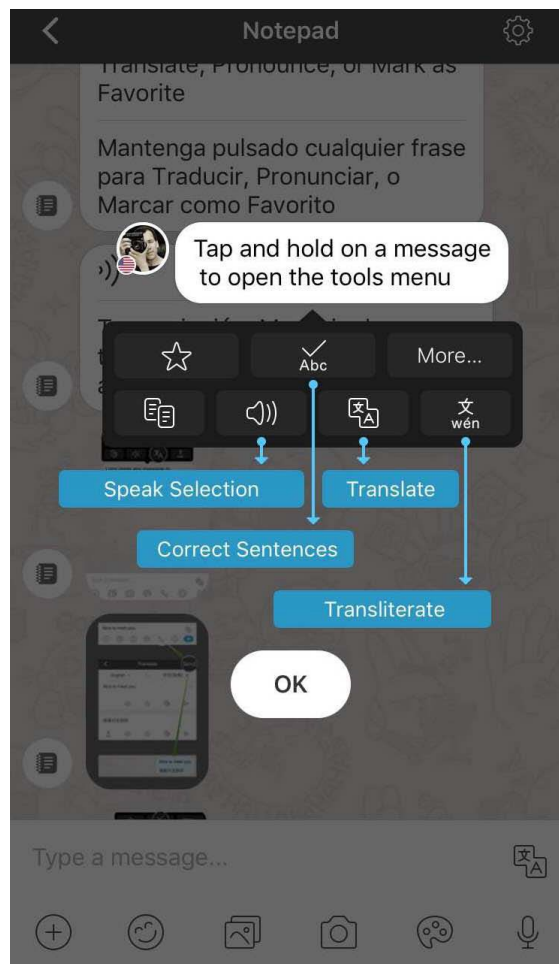 Notepad
Translate, Pronounce, or Mark as
Favorite
Mantenga pulsado cualquier frase
para Traducir, Pronunciar, o
Marcar como Favorito
Tap and hold on a message
to open the tools menu
Abc
More...
文
A
文
wén
Speak Selection
Translate
Correct Sentences
Transliterate
OK
Type a message...
文
A